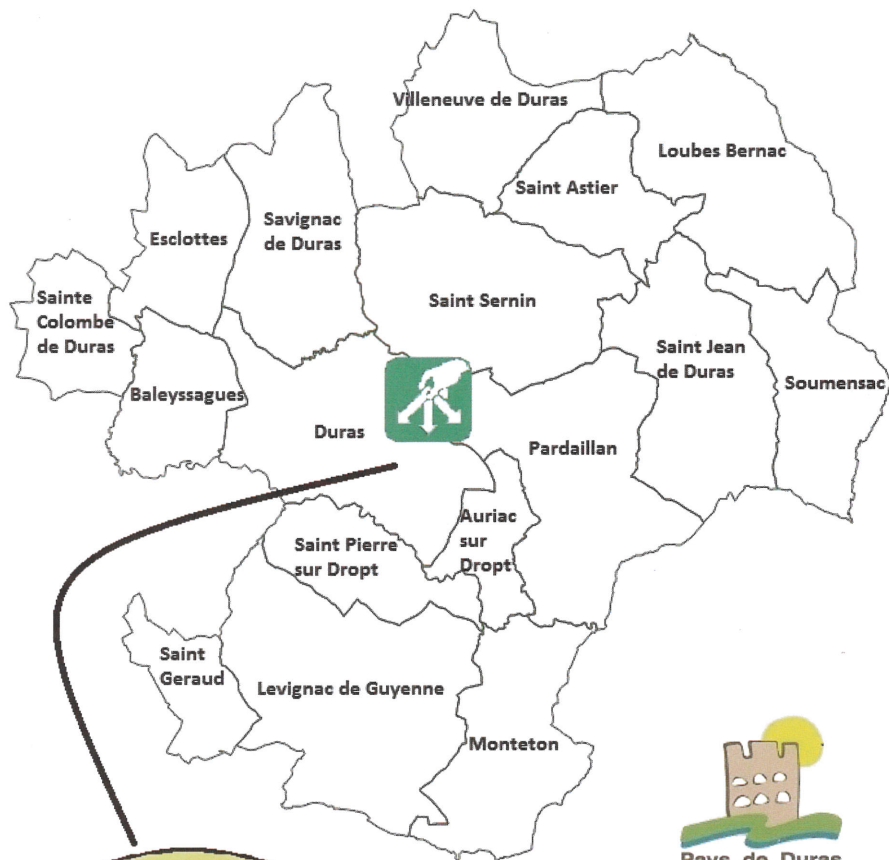 Villeneuve de Duras
Loubes Bernac
Saint Astier
Savignac
de Duras
Esclottes
Sainte
Colombe
de Duras
Saint Sernin
Saint Jean
de Duras
Soumensac
Baleyssagues
Duras
Pardaillan
Auriac
sur
Dropt
Saint Pierre
sur Dropt
Saint
Geraud
Levignac de Guyenne
Monteton
Pays de Duras